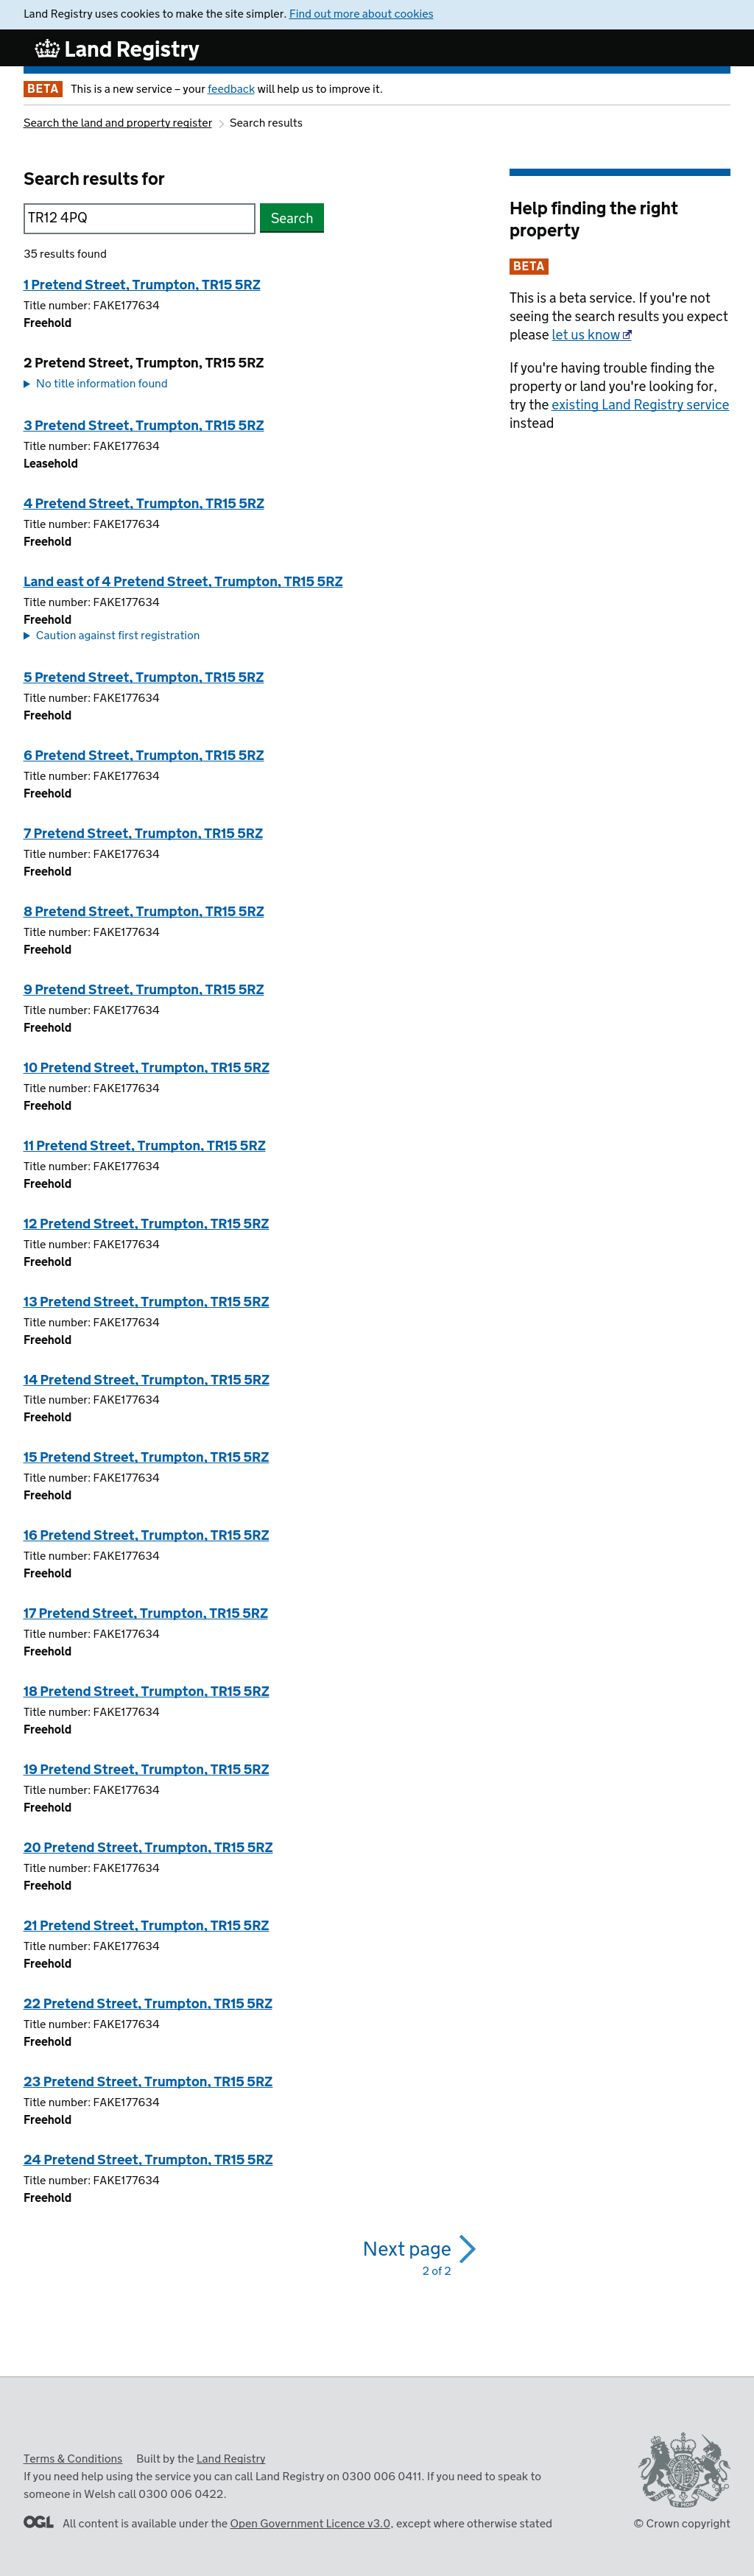 Land Registry uses cookies to make the site simpler. Find out more about cookies
Land Registry
BETA This is a new service – your feedback will help us to improve it.
Search the land and property register Search results
Search results for
TR12 4PQ Search
35 results found
1 Pretend Street, Trumpton, TR15 5RZ
Title number: FAKE177634
Freehold
2 Pretend Street, Trumpton, TR15 5RZ
No title information found
3 Pretend Street, Trumpton, TR15 5RZ
Title number: FAKE177634
Leasehold
4 Pretend Street, Trumpton, TR15 5RZ
Title number: FAKE177634
Freehold
Land east of 4 Pretend Street, Trumpton, TR15 5RZ
Title number: FAKE177634
Freehold
Caution against first registration
5 Pretend Street, Trumpton, TR15 5RZ
Title number: FAKE177634
Freehold
6 Pretend Street, Trumpton, TR15 5RZ
Title number: FAKE177634
Freehold
7 Pretend Street, Trumpton, TR15 5RZ
Title number: FAKE177634
Freehold
8 Pretend Street, Trumpton, TR15 5RZ
Title number: FAKE177634
Freehold
9 Pretend Street, Trumpton, TR15 5RZ
Title number: FAKE177634
Freehold
10 Pretend Street, Trumpton, TR15 5RZ
Title number: FAKE177634
Freehold
11 Pretend Street, Trumpton, TR15 5RZ
Title number: FAKE177634
Freehold
12 Pretend Street, Trumpton, TR15 5RZ
Title number: FAKE177634
Freehold
13 Pretend Street, Trumpton, TR15 5RZ
Title number: FAKE177634
Freehold
14 Pretend Street, Trumpton, TR15 5RZ
Title number: FAKE177634
Freehold
15 Pretend Street, Trumpton, TR15 5RZ
Title number: FAKE177634
Freehold
16 Pretend Street, Trumpton, TR15 5RZ
Title number: FAKE177634
Freehold
17 Pretend Street, Trumpton, TR15 5RZ
Title number: FAKE177634
Freehold
18 Pretend Street, Trumpton, TR15 5RZ
Title number: FAKE177634
Freehold
19 Pretend Street, Trumpton, TR15 5RZ
Title number: FAKE177634
Freehold
20 Pretend Street, Trumpton, TR15 5RZ
Title number: FAKE177634
Freehold
21 Pretend Street, Trumpton, TR15 5RZ
Title number: FAKE177634
Freehold
22 Pretend Street, Trumpton, TR15 5RZ
Title number: FAKE177634
Freehold
23 Pretend Street, Trumpton, TR15 5RZ
Title number: FAKE177634
Freehold
24 Pretend Street, Trumpton, TR15 5RZ
Title number: FAKE177634
Freehold
Next page
2 of 2
Help finding the right
property
BETA
This is a beta service. If you're not
seeing the search results you expect
please let us know
If you're having trouble finding the
property or land you're looking for,
try the existing Land Registry service
instead
Terms & Conditions Built by the Land Registry
If you need help using the service you can call Land Registry on 0300 006 0411. If you need to speak to
someone in Welsh call 0300 006 0422.
OGL All content is available under the Open Government Licence v3.0, except where otherwise stated
© Crown copyright